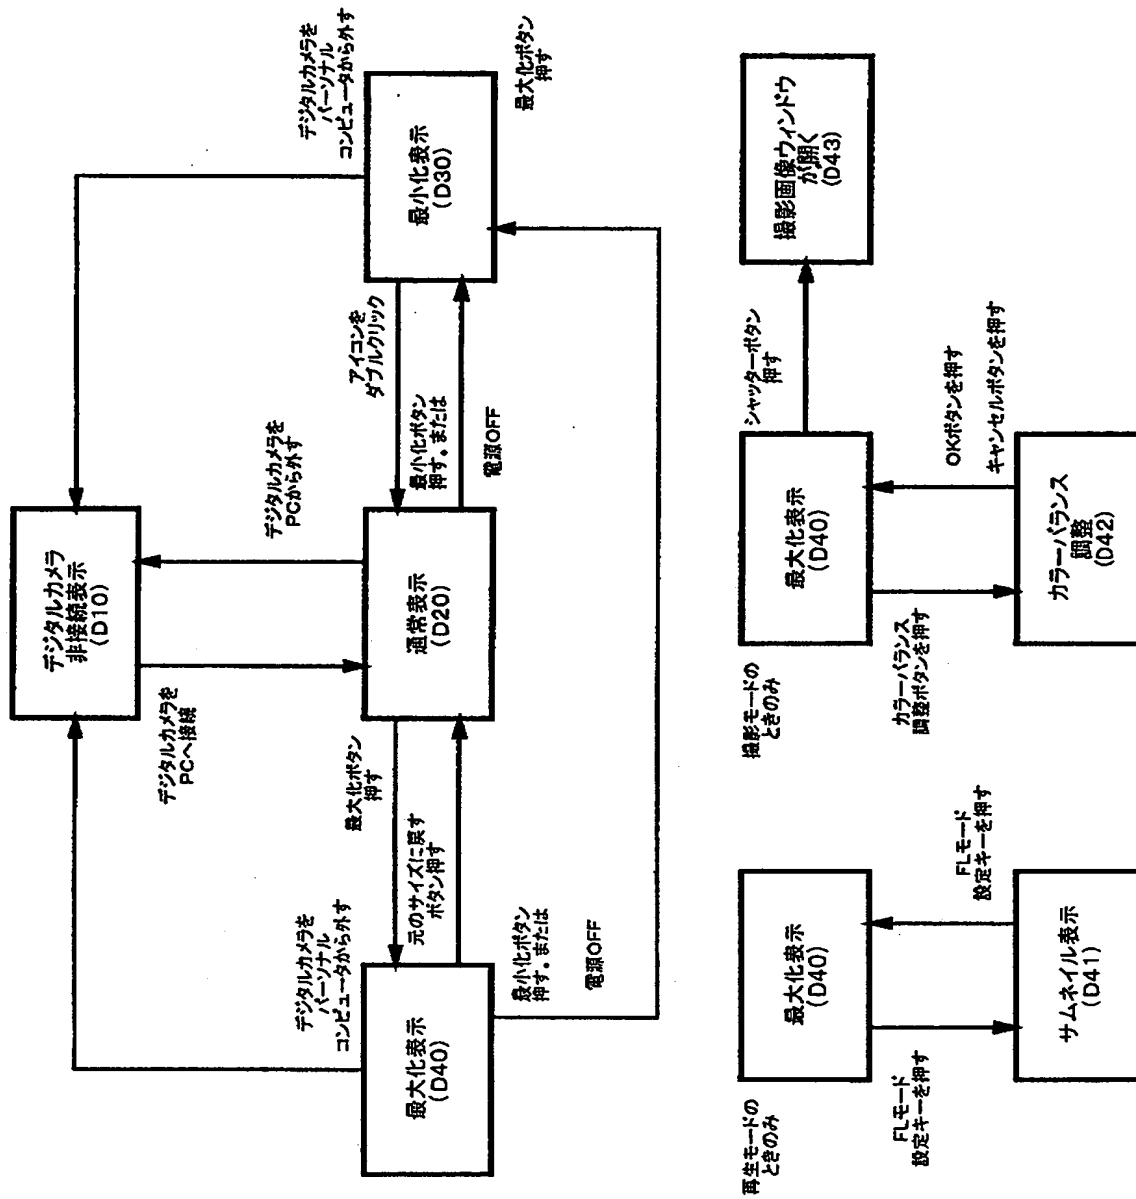 デジタルカメラ
非接続表示
(D10)
デジタルカメラを
PCへ接続
デジタルカメラを
PCから外す
デジタルカメラを
パーソナル
コンピュータから外す
デジタルカメラを
パーソナル
コンピュータから外す
最大化表示
(D40)
最大化ボタン
押す
元のサイズに戻す
ボタン押す
通常表示
(D20)
アイコンを
ダブルクリック
最小化ボタン
押す。または
電源OFF
最小化表示
(D30)
最小化ボタン
押す。または
電源OFF
最大化ボタン
押す
再生モードの
ときのみ
最大化表示
(D40)
FLモード
設定キーを押す
FLモード
設定キーを押す
サムネイル表示
(D41)
撮影モードの
ときのみ
最大化表示
(D40)
シャッターボタン
押す
撮影画像ウィンドウ
が開く
(D43)
カラーバランス
調整ボタンを押す
OKボタンを押す
キャンセルボタンを押す
カラーバランス
調整
(D42)